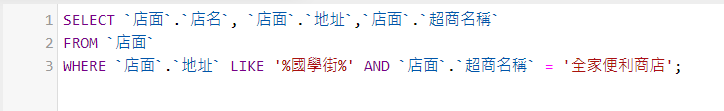 1 SELECT `店面`.`店名`, `店面`.`地址`,`店面`.`超商名稱`
2 FROM `店面`
3 WHERE `店面`.`地址` LIKE '%國學街%' AND `店面`.`超商名稱` = '全家便利商店';